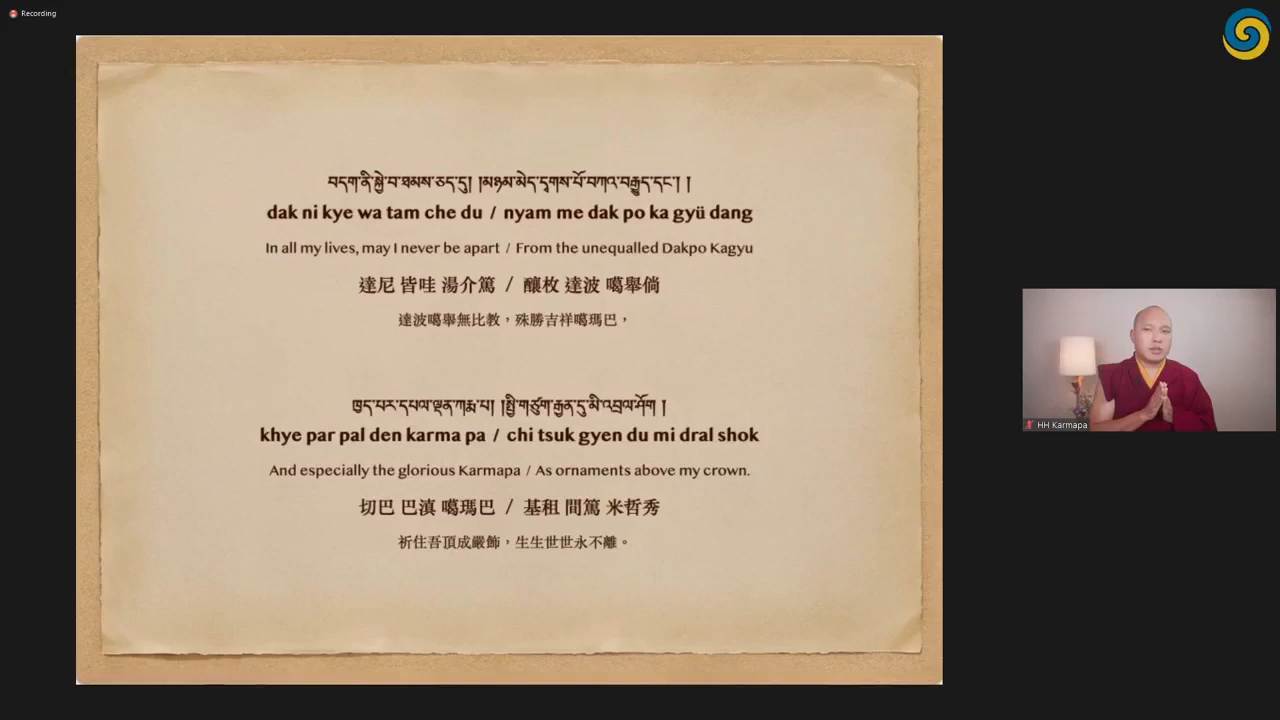 Recording
བདག་ནི་སྐྱེ་བ་ཐམས་ཅད་དུ། །མཉམ་མེད་དྭགས་པོ་བཀའ་བརྒྱུད་དང་། །
dak ni kye wa tam che du / nyam me dak po ka gyü dang
In all my lives, may I never be apart / From the unequalled Dakpo Kagyu
達尼 皆哇 湯介篤 / 釀枚 達波 噶舉倘
達波噶舉無比教，殊勝吉祥噶瑪巴，
ཁྱད་པར་དཔལ་ལྡན་ཀརྨ་པ། །སྤྱི་གཙུག་རྒྱན་དུ་མི་འབྲལ་ཤོག །
khye par pal den karma pa / chi tsuk gyen du mi dral shok
And especially the glorious Karmapa / As ornaments above my crown.
切巴 巴滇 噶瑪巴 / 基租 間篤 米哲秀
祈住吾頂成嚴飾，生生世世永不離。
HH Karmapa